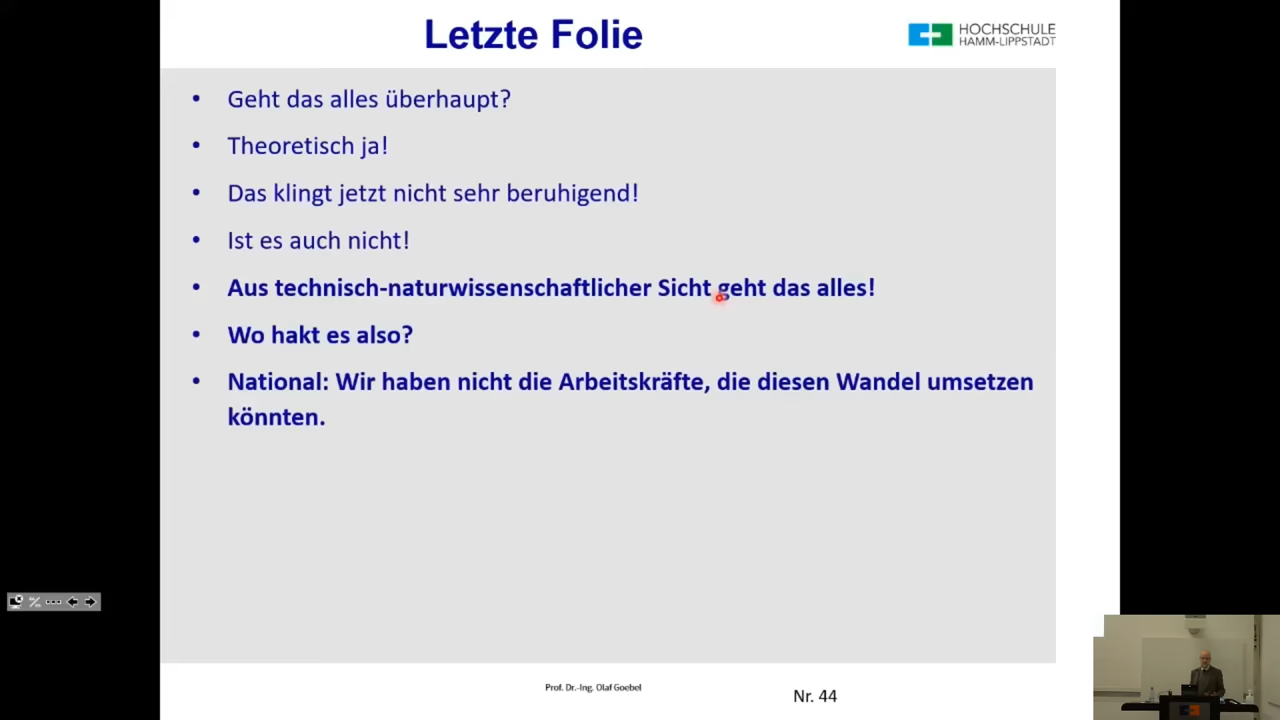 Letzte Folie
HOCHSCHULE
HAMM-LIPPSTADT
• Geht das alles überhaupt?
• Theoretisch ja!
• Das klingt jetzt nicht sehr beruhigend!
• Ist es auch nicht!
• Aus technisch-naturwissenschaftlicher Sicht geht das alles!
• Wo hakt es also?
• National: Wir haben nicht die Arbeitskräfte, die diesen Wandel umsetzen
könnten.
Prof. Dr.-Ing. Olaf Goebel
Nr. 44